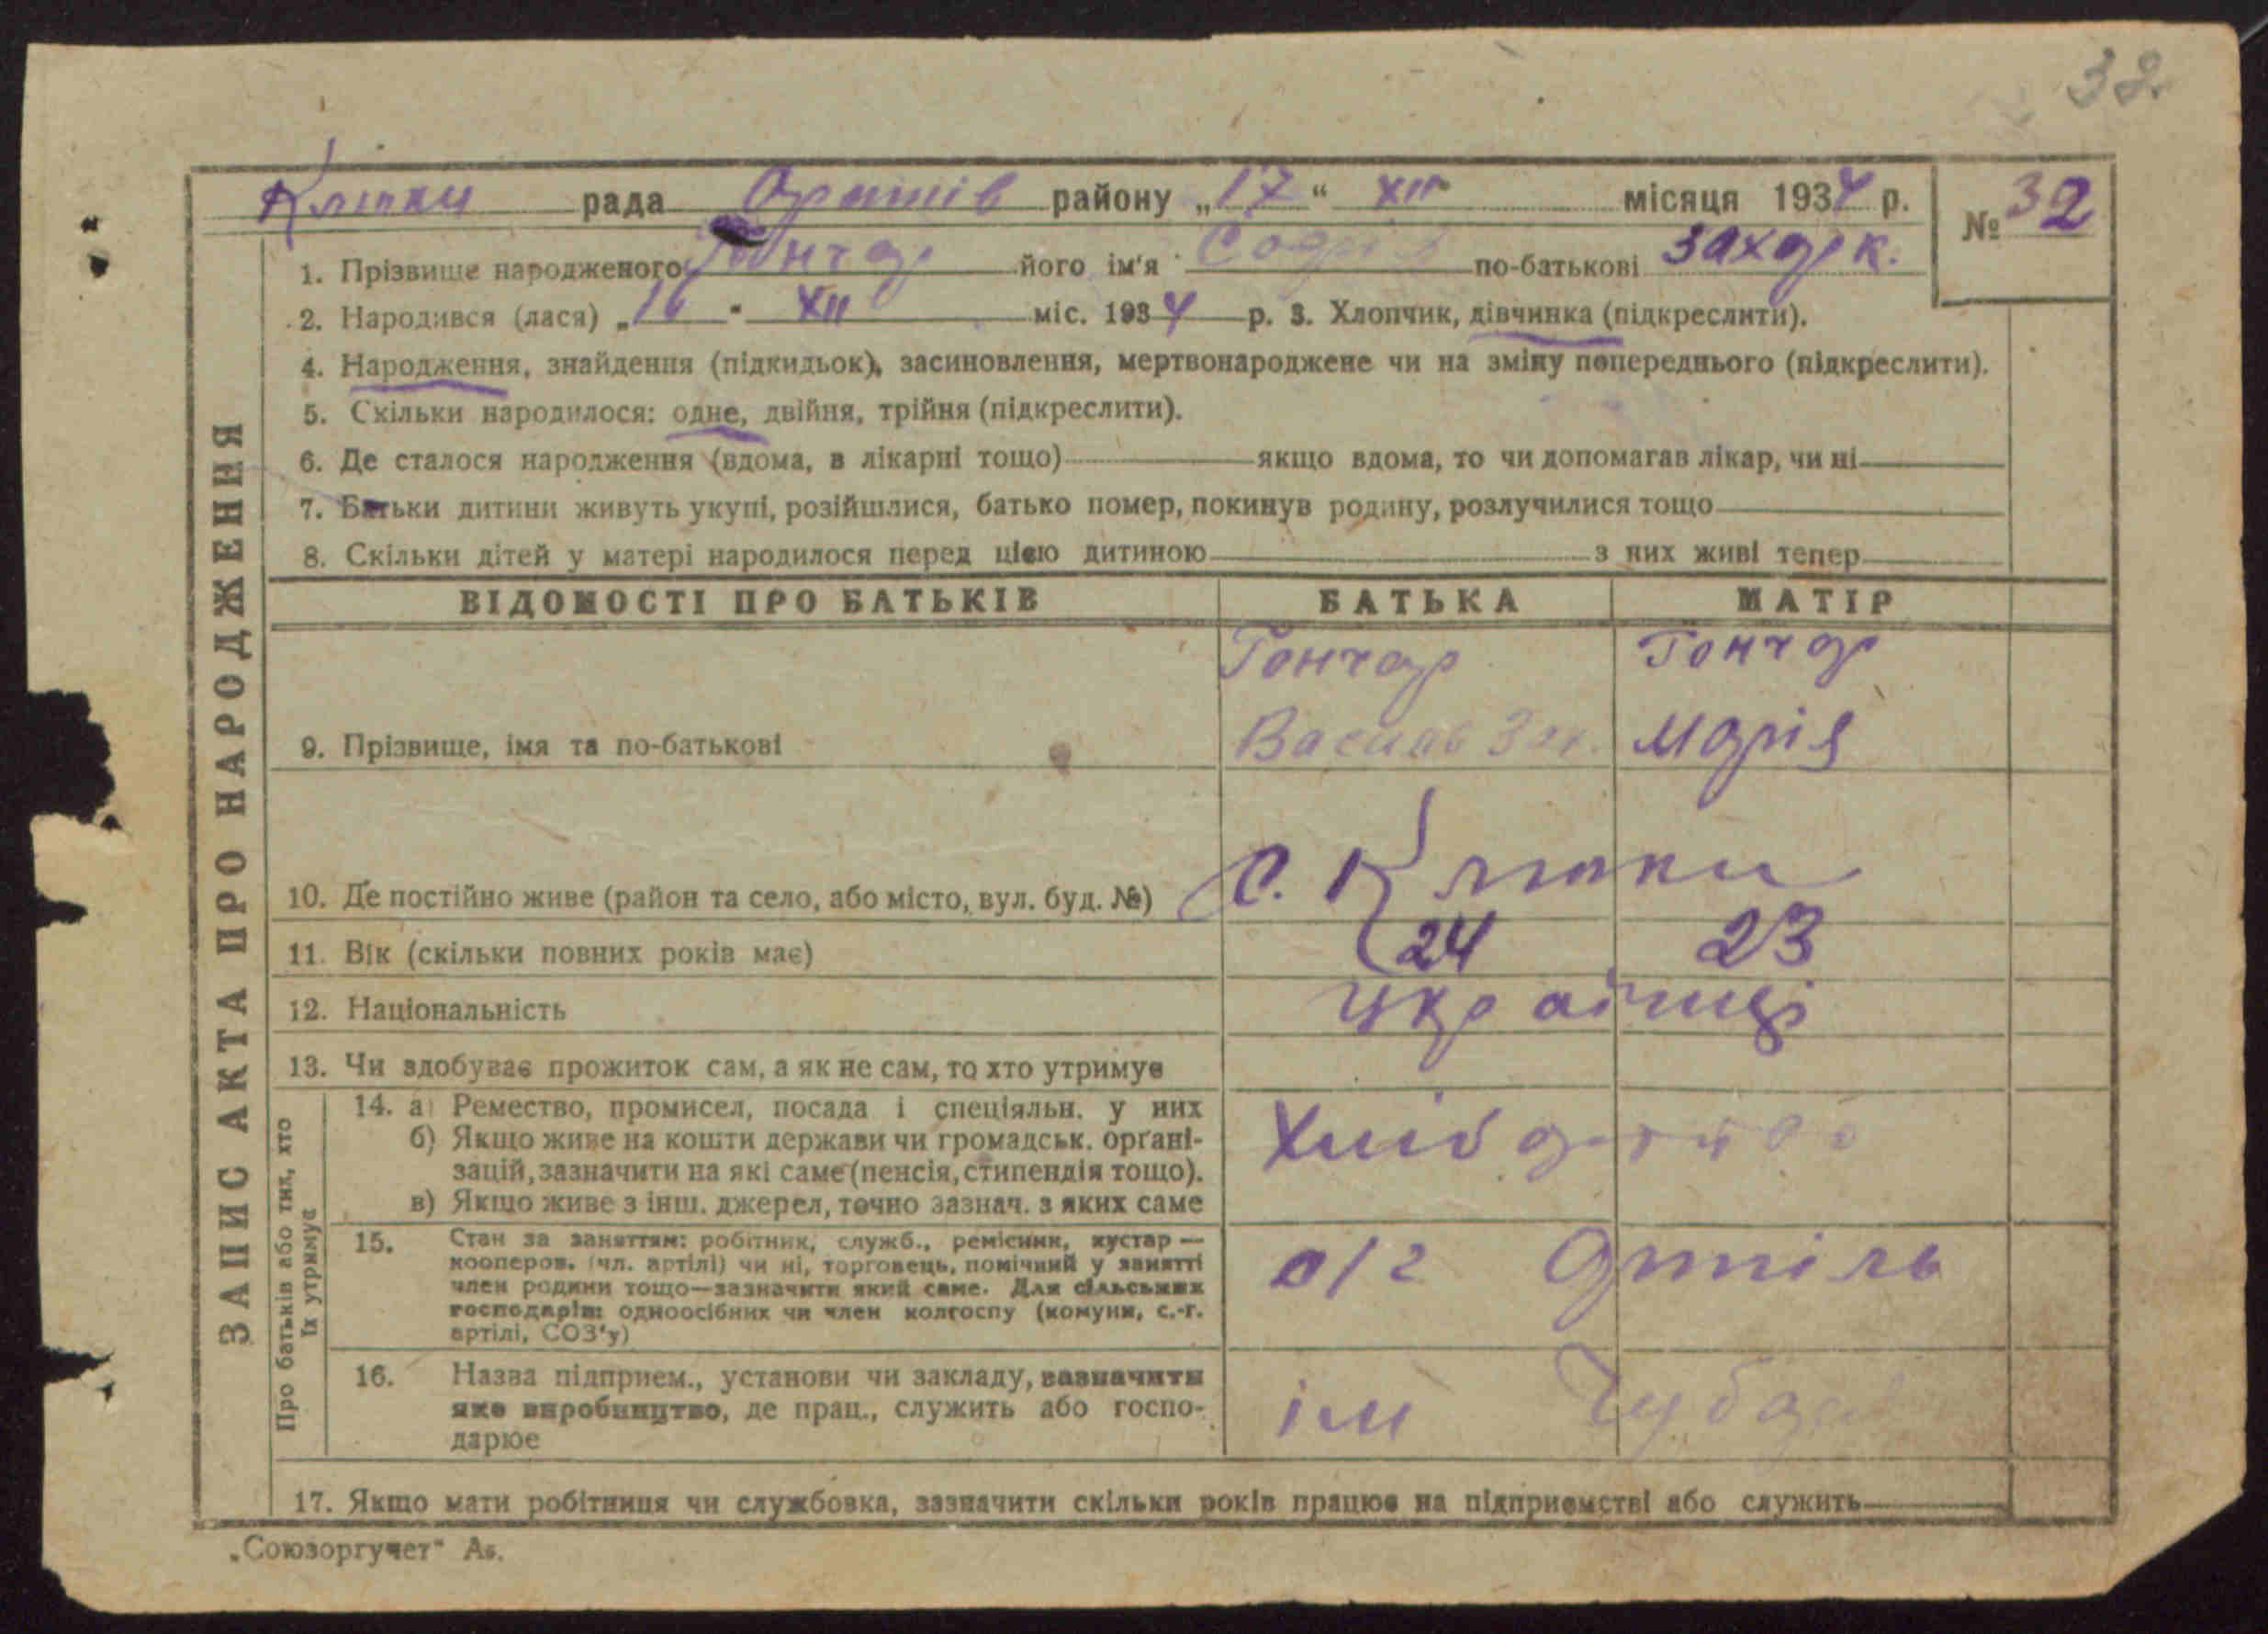 32
Клюки рада Оратів району „17“ XII місяця 1934 р.
№ 32
1. Прізвище народженого Гончар його ім'я Софія по-батькові Захарк.
2. Народився (лася) „16" XII міс. 1934 р. 3. Хлопчик, дівчинка (підкреслити).
4. Народження, знайдення (підкидьок), засиновлення, мертвонароджене чи на зміну попереднього (підкреслити).
5. Скільки народилося: одне, двійня, трійня (підкреслити).
6. Де сталося народження (вдома, в лікарні тощо) якщо вдома, то чи допомагав лікар, чи ні
7. Батьки дитини живуть укупі, розійшлися, батько помер, покинув родину, розлучилися тощо
8. Скільки дітей у матері народилося перед цією дитиною з них живі тепер
ЗАПИС АКТА ПРО НАРОДЖЕННЯ
ВІДОМОСТІ ПРО БАТЬКІВ БАТЬКА МАТІР
Гончар Гончар
9. Прізвище, імя та по-батькові Зах. Марія
10. Де постійно живе (район та село, або місто, вул. буд. №) с. Клюки
11. Вік (скільки повних років має) 24 23
12. Національність українці
13. Чи здобуває прожиток сам, а як не сам, то хто утримує
Про батьків або тих, хто
їх утримує
14. а) Ремество, промисел, посада і спеціяльн. у них
б) Якщо живе на кошти держави чи громадськ. орґані-
зацій, зазначити на які саме (пенсія, стипендія тощо).
в) Якщо живе з інш. джерел, точно зазнач. з яких саме
15. Стан за заняттям: робітник, служб., ремісник, кустар —
кооперов. (чл. артілі) чи ні, торговець, помічний у занятті
член родини тощо—зазначити який саме. Для сільських
господарів: одноосібних чи член колгоспу (комуни, с.-г.
артілі, СОЗ'у)
с/г Артіль
16. Назва підприєм., установи чи закладу, зазначити
яке виробництво, де прац., служить або госпо-
дарює
ім Чубаря
17. Якщо мати робітниця чи службовка, зазначити скільки років працює на підприємстві або служить
„Союзоргучет" Аз.